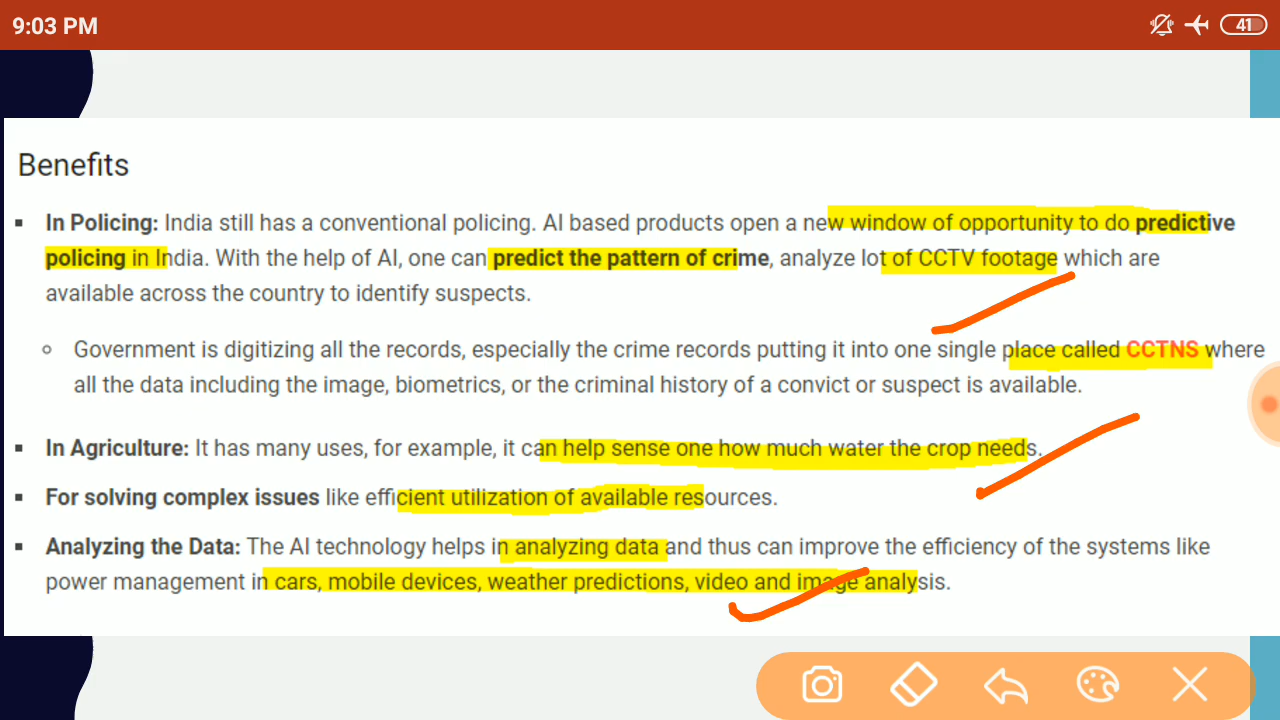 9:03 PM
41
Benefits
▪ In Policing: India still has a conventional policing. AI based products open a new window of opportunity to do predictive
policing in India. With the help of AI, one can predict the pattern of crime, analyze lot of CCTV footage which are
available across the country to identify suspects.
○ Government is digitizing all the records, especially the crime records putting it into one single place called CCTNS where
all the data including the image, biometrics, or the criminal history of a convict or suspect is available.
▪ In Agriculture: It has many uses, for example, it can help sense one how much water the crop needs.
▪ For solving complex issues like efficient utilization of available resources.
▪ Analyzing the Data: The AI technology helps in analyzing data and thus can improve the efficiency of the systems like
power management in cars, mobile devices, weather predictions, video and image analysis.